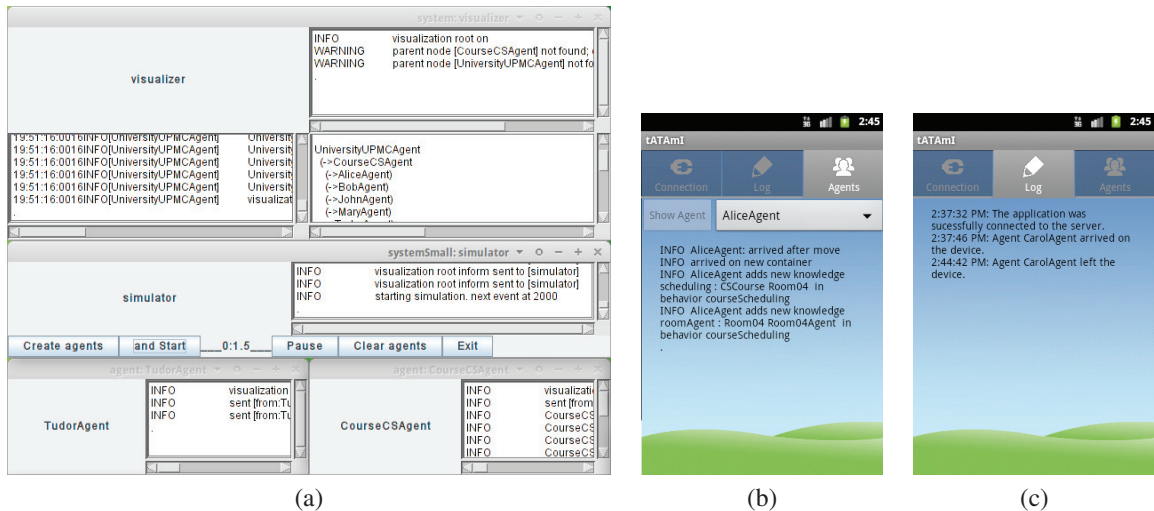 system: visualizer
visualizer
INFO visualization root on
WARNING parent node [CourseCSAgent] not found;
WARNING parent node [UniversityUPMCAgent] not fo
.
19:51:16:0016INFO[UniversityUPMCAgent] Universit
19:51:16:0016INFO[UniversityUPMCAgent] Universit
19:51:16:0016INFO[UniversityUPMCAgent] Universit
19:51:16:0016INFO[UniversityUPMCAgent] Universit
19:51:16:0016INFO[UniversityUPMCAgent] Universit
19:51:16:0016INFO[UniversityUPMCAgent] visualizat
.
UniversityUPMCAgent
(->CourseCSAgent
(->AliceAgent)
(->BobAgent)
(->JohnAgent)
(->MaryAgent)
systemSmall: simulator
simulator
INFO visualization root inform sent to [simulator]
INFO visualization root inform sent to [simulator]
INFO starting simulation. next event at 2000
.
Create agents and Start ___0:1.5___ Pause Clear agents Exit
agent: TudorAgent
TudorAgent
INFO visualization
INFO sent [from:Tu
INFO sent [from:Tu
.
agent: CourseCSAgent
CourseCSAgent
INFO visualizati
INFO sent [from
INFO CourseCS
INFO CourseCS
INFO CourseCS
INFO CourseCS
(a)
3G 2:45
tATAmI
Connection Log Agents
Show Agent AliceAgent
INFO AliceAgent: arrived after move
INFO arrived on new container
INFO AliceAgent adds new knowledge
scheduling : CSCourse Room04 in
behavior courseScheduling
INFO AliceAgent adds new knowledge
roomAgent : Room04 Room04Agent in
behavior courseScheduling
.
(b)
3G 2:45
tATAmI
Connection Log Agents
2:37:32 PM: The application was
sucessfully connected to the server.
2:37:46 PM: Agent CarolAgent arrived on
the device.
2:44:42 PM: Agent CarolAgent left the
device.
(c)